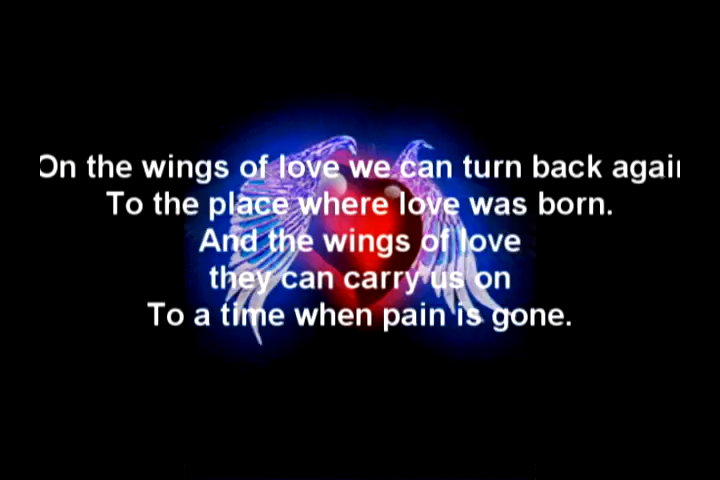 On the wings of love we can turn back again
To the place where love was born.
And the wings of love
they can carry us on
To a time when pain is gone.